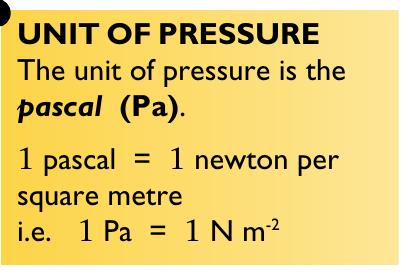 UNIT OF PRESSURE
The unit of pressure is the
pascal (Pa).
1 pascal = 1 newton per
square metre
i.e. 1 Pa = 1 N m⁻²